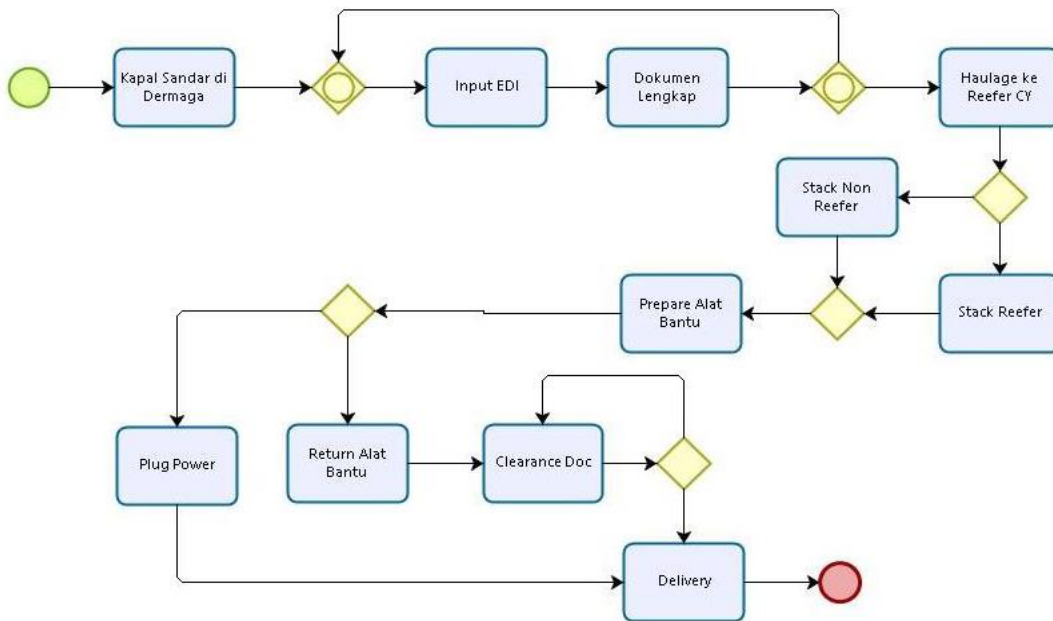 Kapal Sandar di
Dermaga
Input EDI
Dokumen
Lengkap
Haulage ke
Reefer CY
Stack Non
Reefer
Stack Reefer
Prepare Alat
Bantu
Plug Power
Return Alat
Bantu
Clearance Doc
Delivery